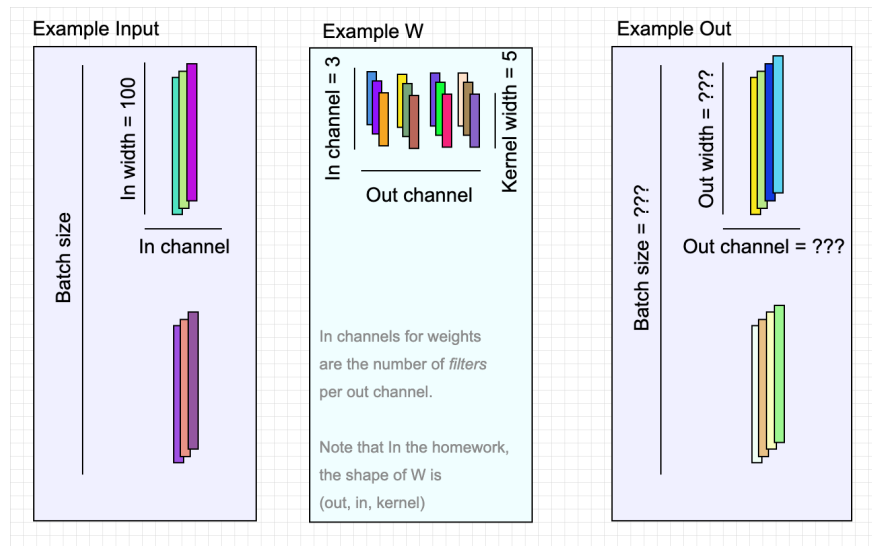 Example Input
In width = 100
Batch size
In channel
Example W
In channel = 3
Kernel width = 5
Out channel
In channels for weights
are the number of filters
per out channel.
Note that In the homework,
the shape of W is
(out, in, kernel)
Example Out
Out width = ???
Batch size = ???
Out channel = ???